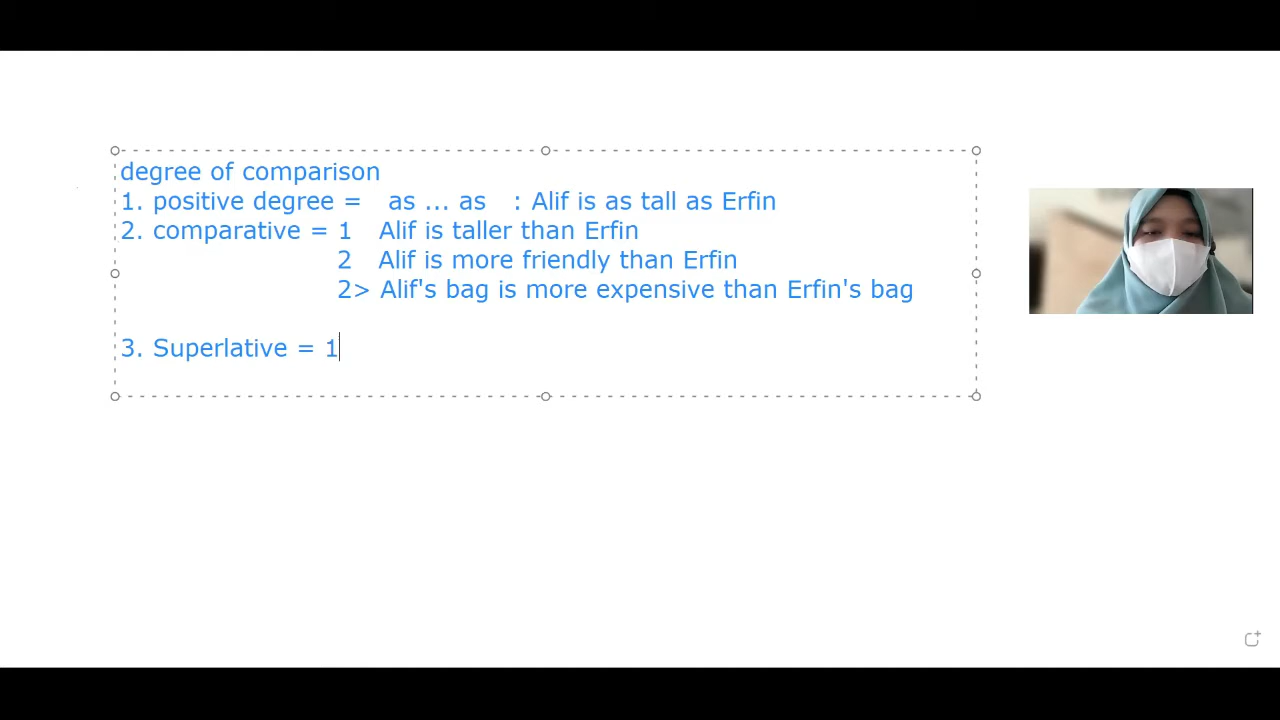 degree of comparison
1. positive degree = as ... as : Alif is as tall as Erfin
2. comparative = 1 Alif is taller than Erfin
2 Alif is more friendly than Erfin
2> Alif's bag is more expensive than Erfin's bag
3. Superlative = 1